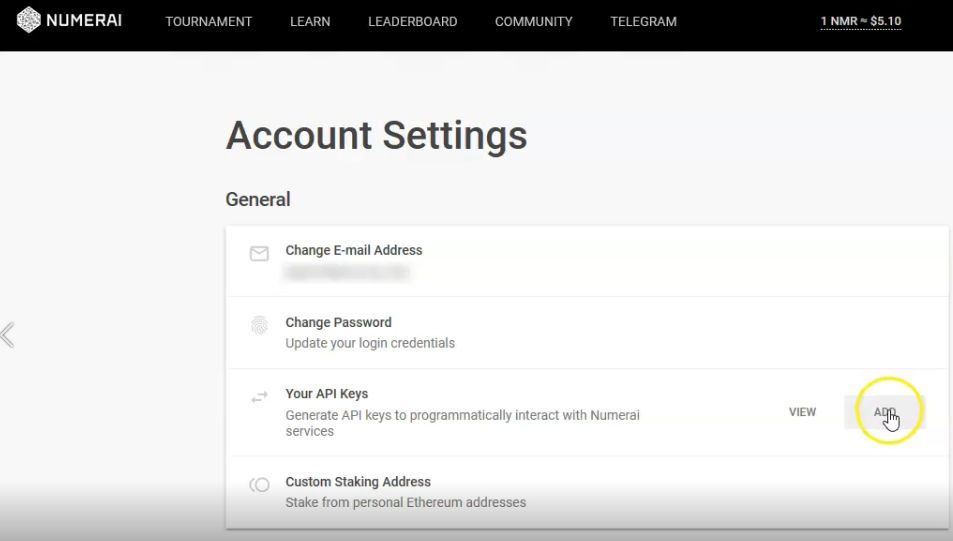 NUMERAI TOURNAMENT LEARN LEADERBOARD COMMUNITY TELEGRAM 1 NMR ≈ $5.10
Account Settings
General
Change E-mail Address
Change Password
Update your login credentials
Your API Keys
Generate API keys to programmatically interact with Numerai
services
VIEW ADD
Custom Staking Address
Stake from personal Ethereum addresses